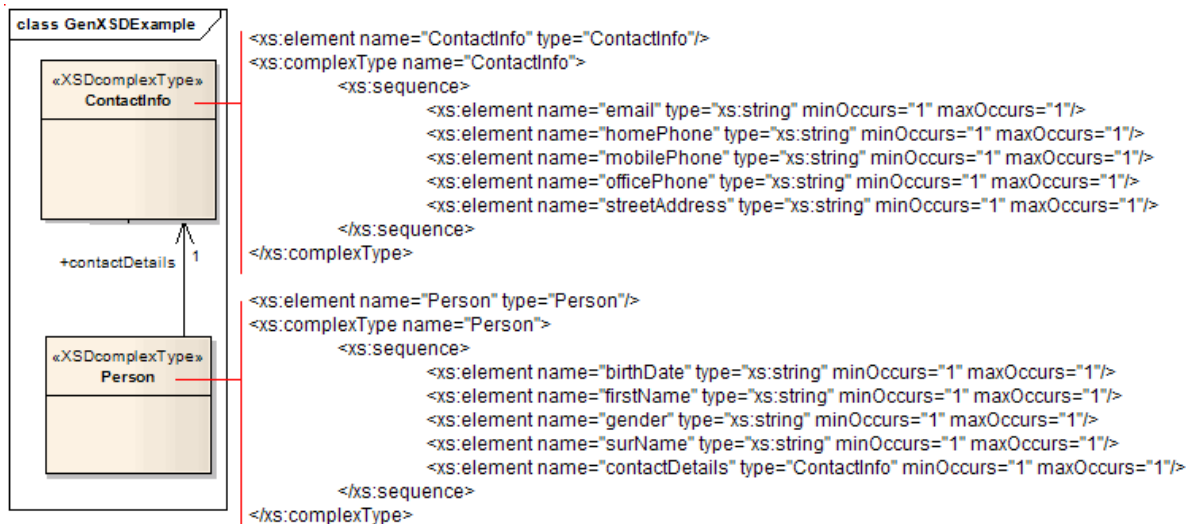 class GenXSDExample
«XSDcomplexType»
ContactInfo
+contactDetails
1
«XSDcomplexType»
Person
<xs:element name="ContactInfo" type="ContactInfo"/>
<xs:complexType name="ContactInfo">
<xs:sequence>
<xs:element name="email" type="xs:string" minOccurs="1" maxOccurs="1"/>
<xs:element name="homePhone" type="xs:string" minOccurs="1" maxOccurs="1"/>
<xs:element name="mobilePhone" type="xs:string" minOccurs="1" maxOccurs="1"/>
<xs:element name="officePhone" type="xs:string" minOccurs="1" maxOccurs="1"/>
<xs:element name="streetAddress" type="xs:string" minOccurs="1" maxOccurs="1"/>
</xs:sequence>
</xs:complexType>
<xs:element name="Person" type="Person"/>
<xs:complexType name="Person">
<xs:sequence>
<xs:element name="birthDate" type="xs:string" minOccurs="1" maxOccurs="1"/>
<xs:element name="firstName" type="xs:string" minOccurs="1" maxOccurs="1"/>
<xs:element name="gender" type="xs:string" minOccurs="1" maxOccurs="1"/>
<xs:element name="surName" type="xs:string" minOccurs="1" maxOccurs="1"/>
<xs:element name="contactDetails" type="ContactInfo" minOccurs="1" maxOccurs="1"/>
</xs:sequence>
</xs:complexType>